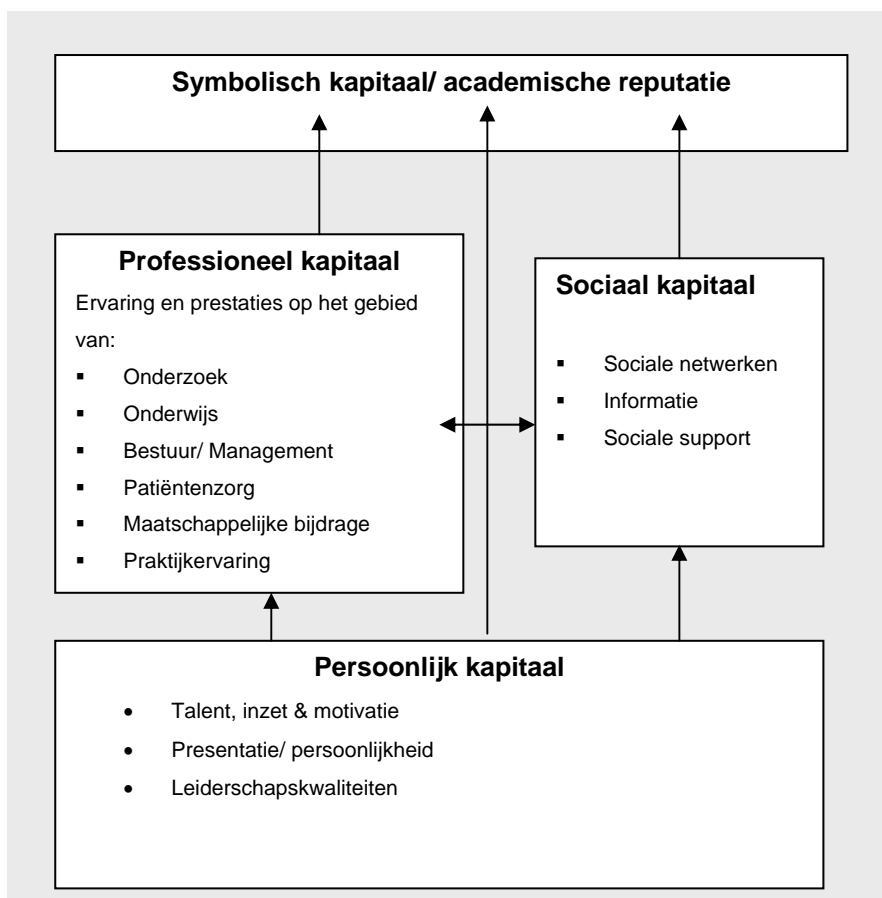 Symbolisch kapitaal/ academische reputatie
Professioneel kapitaal
Ervaring en prestaties op het gebied
van:
▪ Onderzoek
▪ Onderwijs
▪ Bestuur/ Management
▪ Patiëntenzorg
▪ Maatschappelijke bijdrage
▪ Praktijkervaring
Sociaal kapitaal
▪ Sociale netwerken
▪ Informatie
▪ Sociale support
Persoonlijk kapitaal
• Talent, inzet & motivatie
• Presentatie/ persoonlijkheid
• Leiderschapskwaliteiten